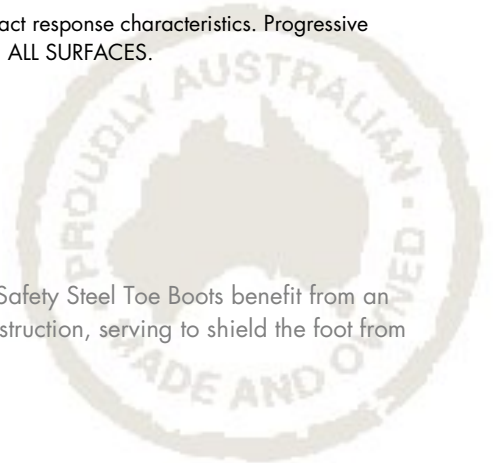 act response characteristics. Progressive
ALL SURFACES.
PROUDLY AUSTRALIAN • MADE AND OWNED •
Safety Steel Toe Boots benefit from an
struction, serving to shield the foot from